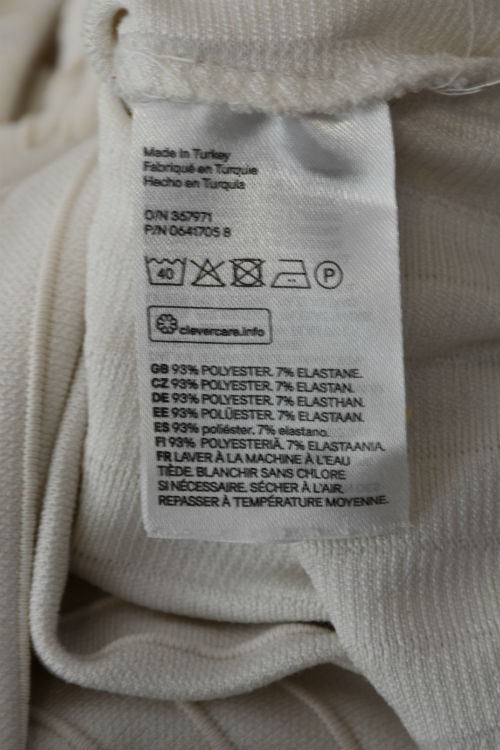 Made in Turkey
Fabriqué en Turquie
Hecho en Turquía
O/N 367971
P/N 0641705 8
40
P
clevercare.info
GB 93% POLYESTER. 7% ELASTANE.
CZ 93% POLYESTER. 7% ELASTAN.
DE 93% POLYESTER. 7% ELASTHAN.
EE 93% POLÜESTER. 7% ELASTAAN.
ES 93% poliéster. 7% elastano.
FI 93% POLYESTERIÄ. 7% ELASTAANIA.
FR LAVER À LA MACHINE À L'EAU
TIÈDE. BLANCHIR SANS CHLORE
SI NÉCESSAIRE. SÉCHER À L'AIR.
REPASSER À TEMPÉRATURE MOYENNE.